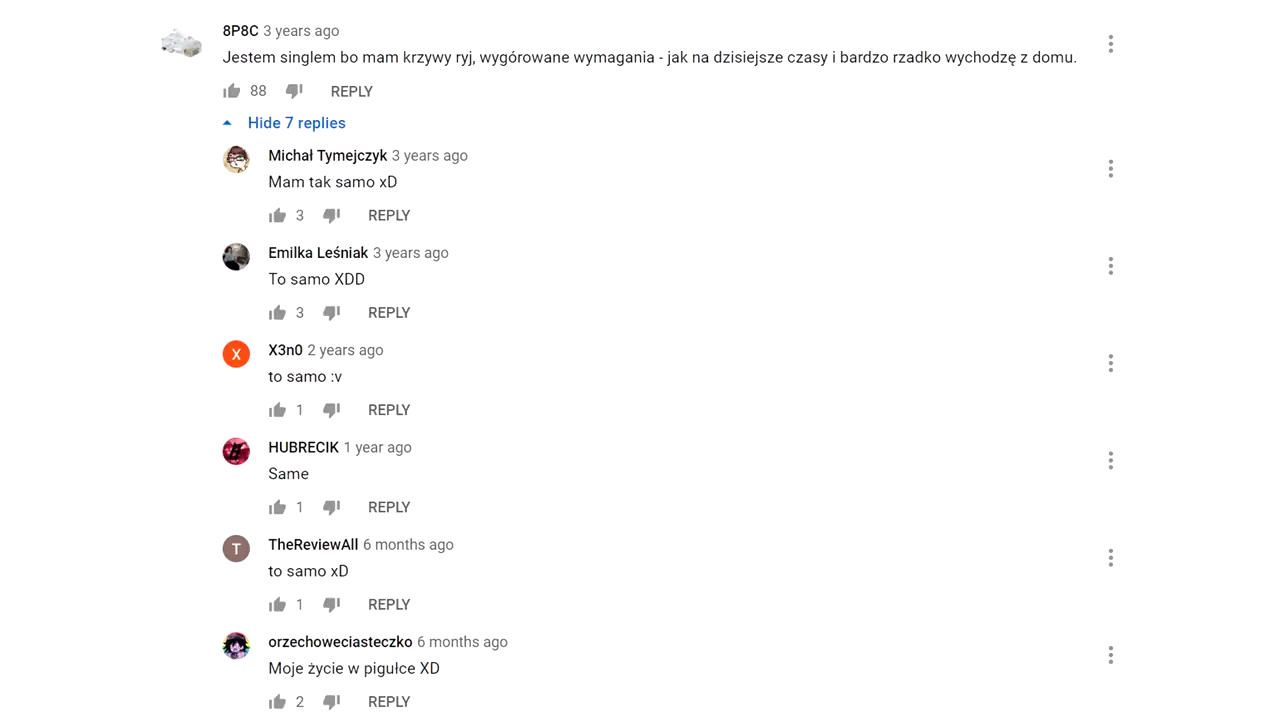 8P8C 3 years ago
Jestem singlem bo mam krzywy ryj, wygórowane wymagania - jak na dzisiejsze czasy i bardzo rzadko wychodzę z domu.
88 REPLY
Hide 7 replies
Michał Tymejczyk 3 years ago
Mam tak samo xD
3 REPLY
Emilka Leśniak 3 years ago
To samo XDD
3 REPLY
X
X3n0 2 years ago
to samo :v
1 REPLY
HUBRECIK 1 year ago
Same
1 REPLY
T
TheReviewAll 6 months ago
to samo xD
1 REPLY
orzechoweciasteczko 6 months ago
Moje życie w pigułce XD
2 REPLY